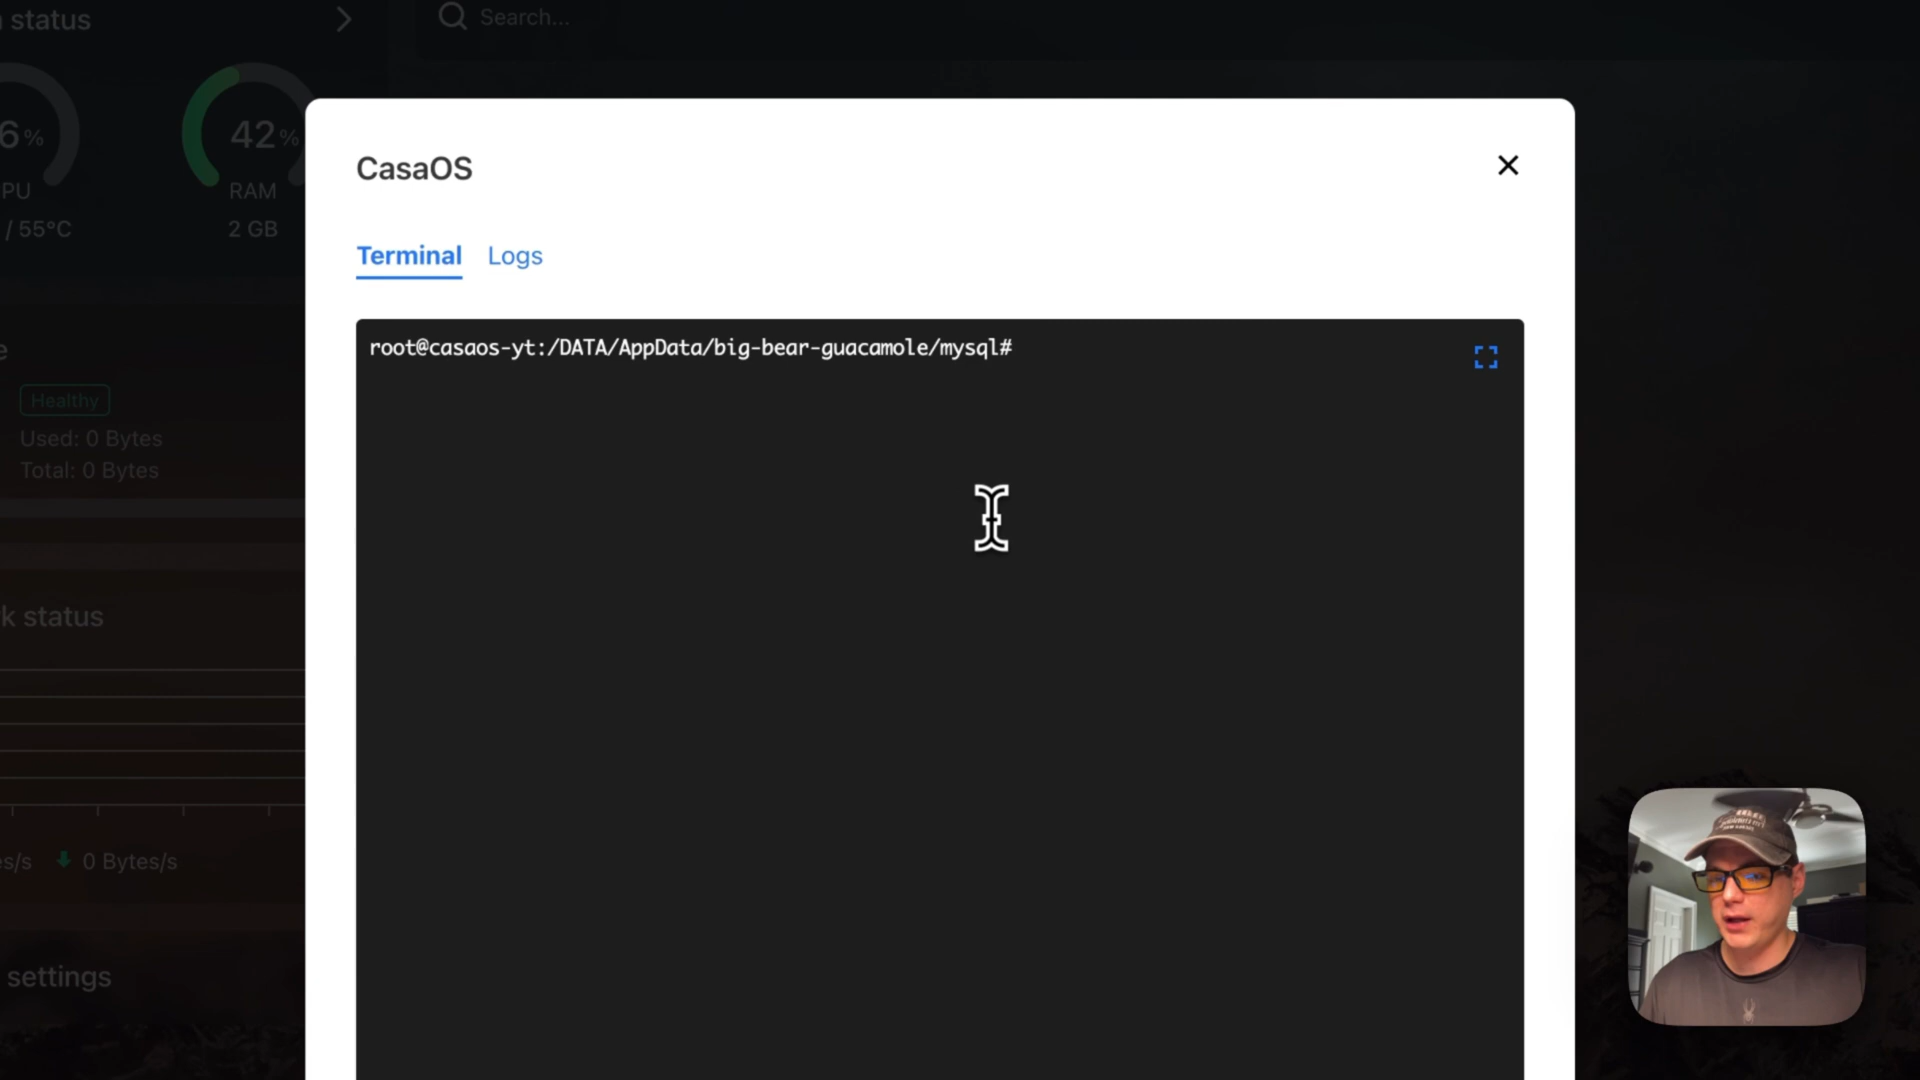 status
Search...
6%
42%
PU
RAM
/ 55°C
2 GB
CasaOS
Terminal
Logs
root@casaos-yt:/DATA/AppData/big-bear-guacamole/mysql#
e
Healthy
Used: 0 Bytes
Total: 0 Bytes
k status
es/s
0 Bytes/s
settings